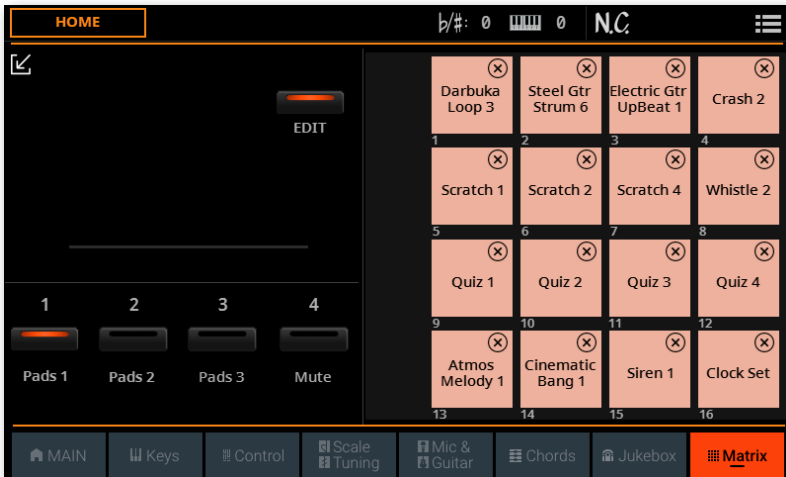 HOME
♭/#: 0
0
N.C.
EDIT
1 2 3 4
Pads 1 Pads 2 Pads 3 Mute
Darbuka
Loop 3
1
Steel Gtr
Strum 6
2
Electric Gtr
UpBeat 1
3
Crash 2
4
Scratch 1
5
Scratch 2
6
Scratch 4
7
Whistle 2
8
Quiz 1
9
Quiz 2
10
Quiz 3
11
Quiz 4
12
Atmos
Melody 1
13
Cinematic
Bang 1
14
Siren 1
15
Clock Set
16
MAIN
Keys
Control
Scale
Tuning
Mic &
Guitar
Chords
Jukebox
Matrix